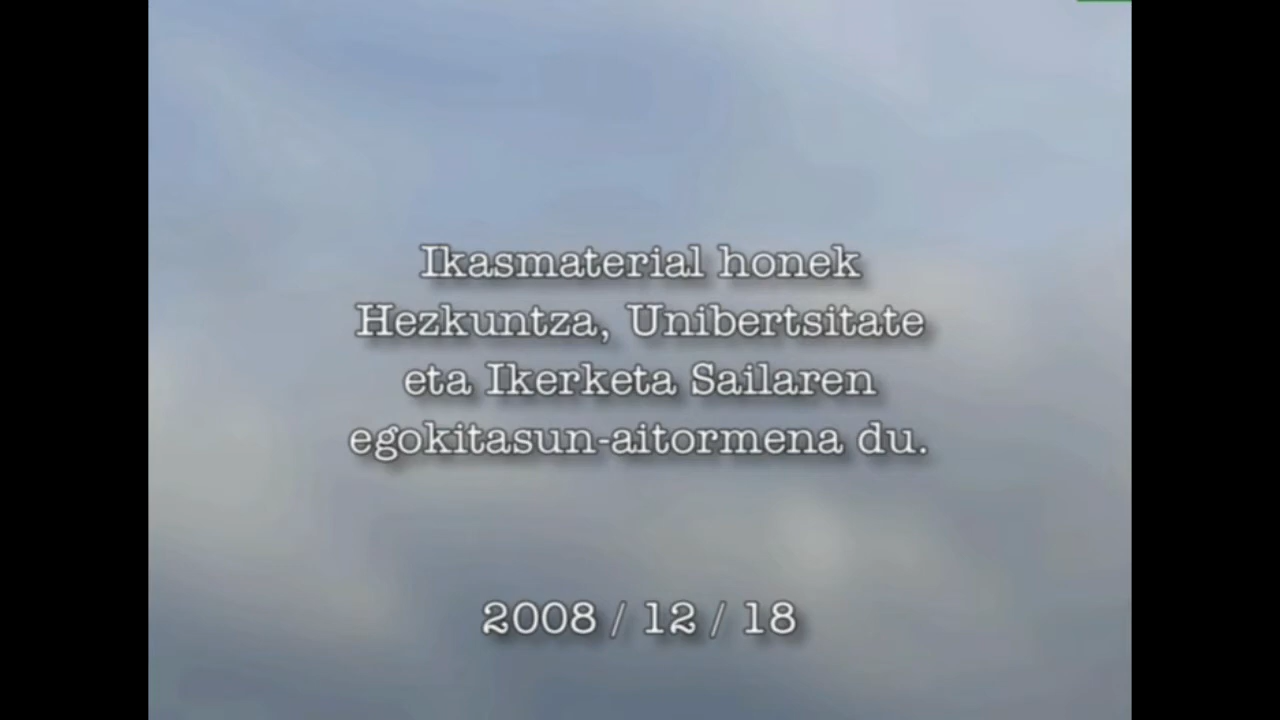 Ikasmaterial honek
Hezkuntza, Unibertsitate
eta Ikerketa Sailaren
egokitasun-aitormena du.
2008 / 12 / 18